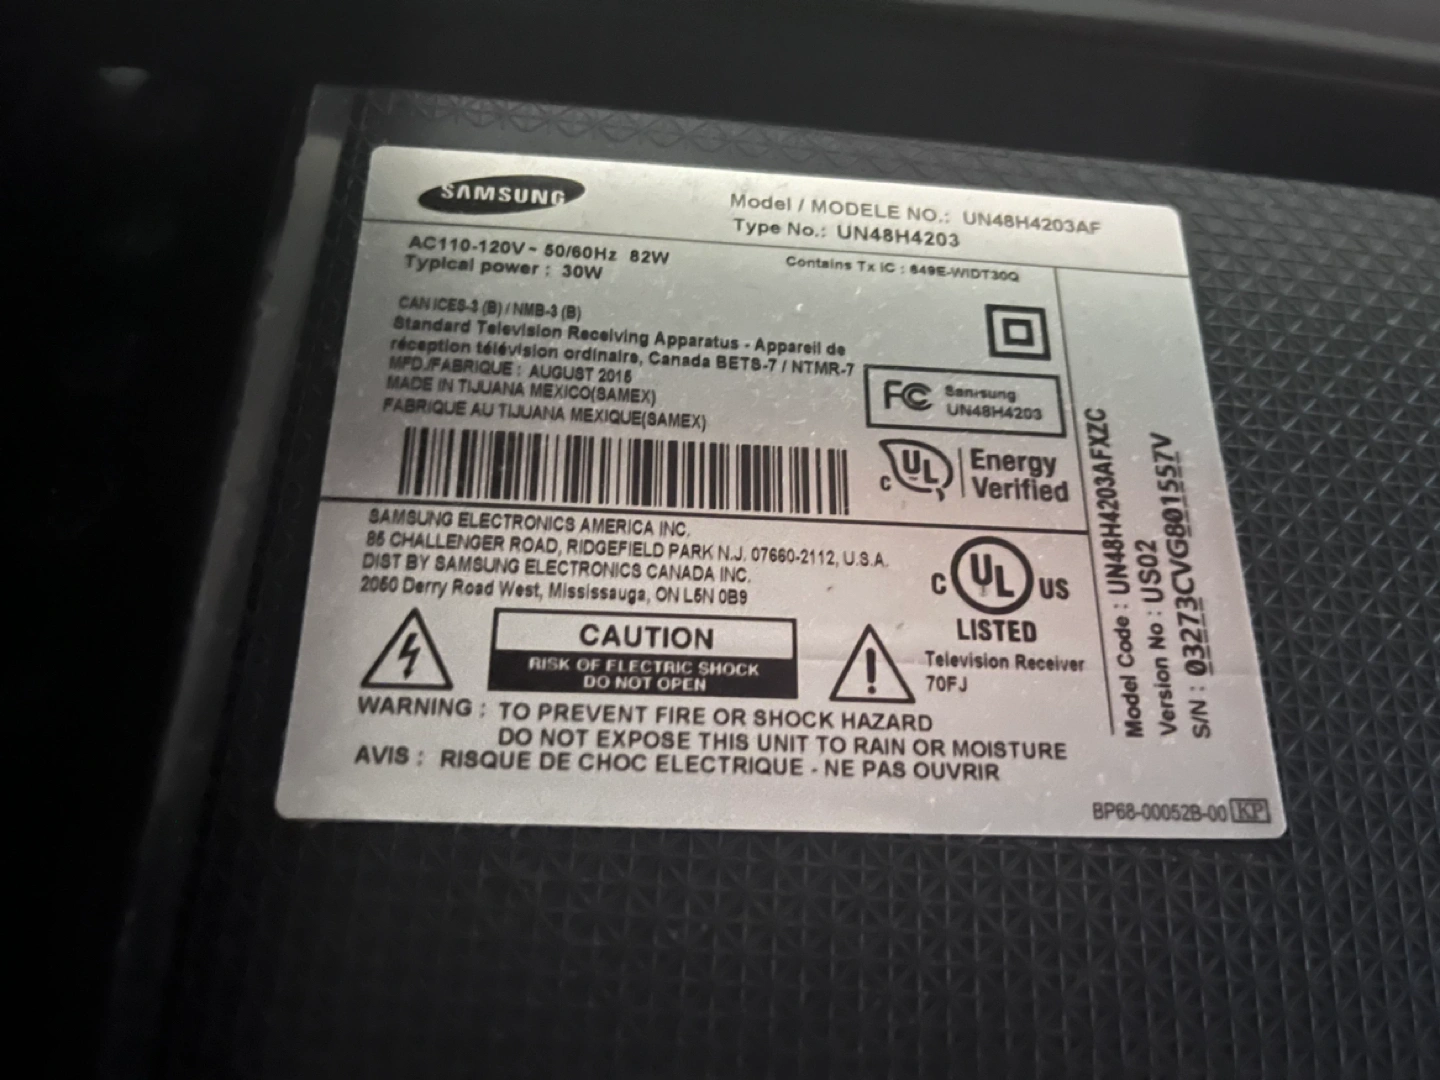 SAMSUNG
Model / MODELE NO.: UN48H4203AF
Type No.: UN48H4203
AC110-120V~ 50/60Hz 82W
Typical power : 30W
Contains Tx IC : 649E-WIDT30Q
CAN ICES-3 (B) / NMB-3 (B)
Standard Television Receiving Apparatus - Appareil de
réception télévision ordinaire, Canada BETS-7 / NTMR-7
MFD./FABRIQUE : AUGUST 2015
MADE IN TIJUANA MEXICO(SAMEX)
FABRIQUE AU TIJUANA MEXIQUE(SAMEX)
FC Samsung
UN48H4203
C UL Energy
Verified
SAMSUNG ELECTRONICS AMERICA INC.
85 CHALLENGER ROAD, RIDGEFIELD PARK N.J. 07660-2112, U.S.A.
DIST BY SAMSUNG ELECTRONICS CANADA INC.
2050 Derry Road West, Mississauga, ON L5N 0B9
C UL US
LISTED
Television Receiver
70FJ
CAUTION
RISK OF ELECTRIC SHOCK
DO NOT OPEN
WARNING : TO PREVENT FIRE OR SHOCK HAZARD
DO NOT EXPOSE THIS UNIT TO RAIN OR MOISTURE
AVIS : RISQUE DE CHOC ELECTRIQUE - NE PAS OUVRIR
Model Code : UN48H4203AFXZC
Version No : US02
S/N : 03273CVG801557V
BP68-00052B-00 KP